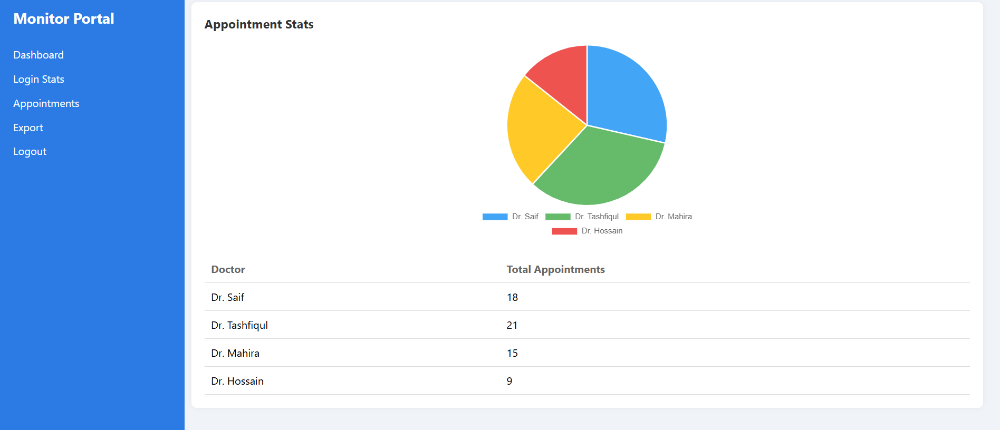 Monitor Portal
Dashboard
Login Stats
Appointments
Export
Logout
Appointment Stats
Dr. Saif Dr. Tashfiqul Dr. Mahira
Dr. Hossain
Doctor Total Appointments
Dr. Saif 18
Dr. Tashfiqul 21
Dr. Mahira 15
Dr. Hossain 9